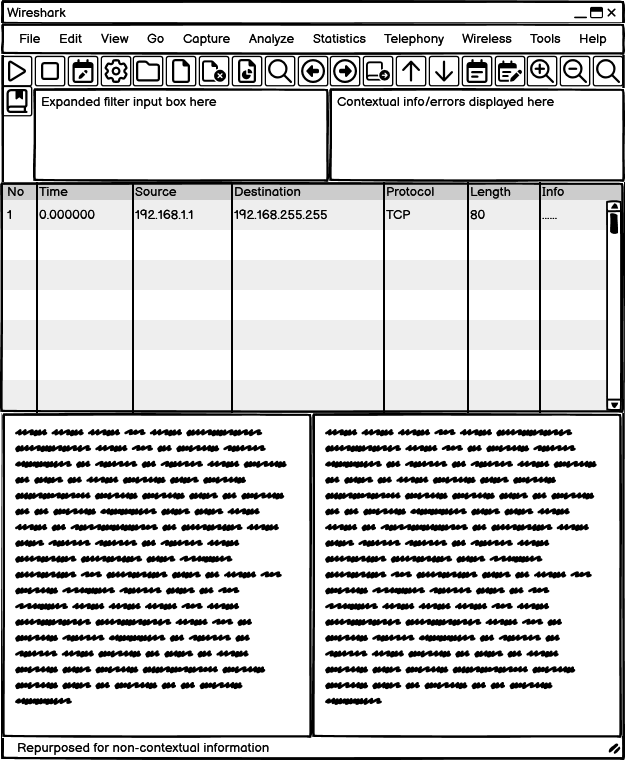 Wireshark
File Edit View Go Capture Analyze Statistics Telephony Wireless Tools Help
Expanded filter input box here Contextual info/errors displayed here
No Time Source Destination Protocol Length Info
1 0.000000 192.168.1.1 192.168.255.255 TCP 80 ......
Repurposed for non-contextual information